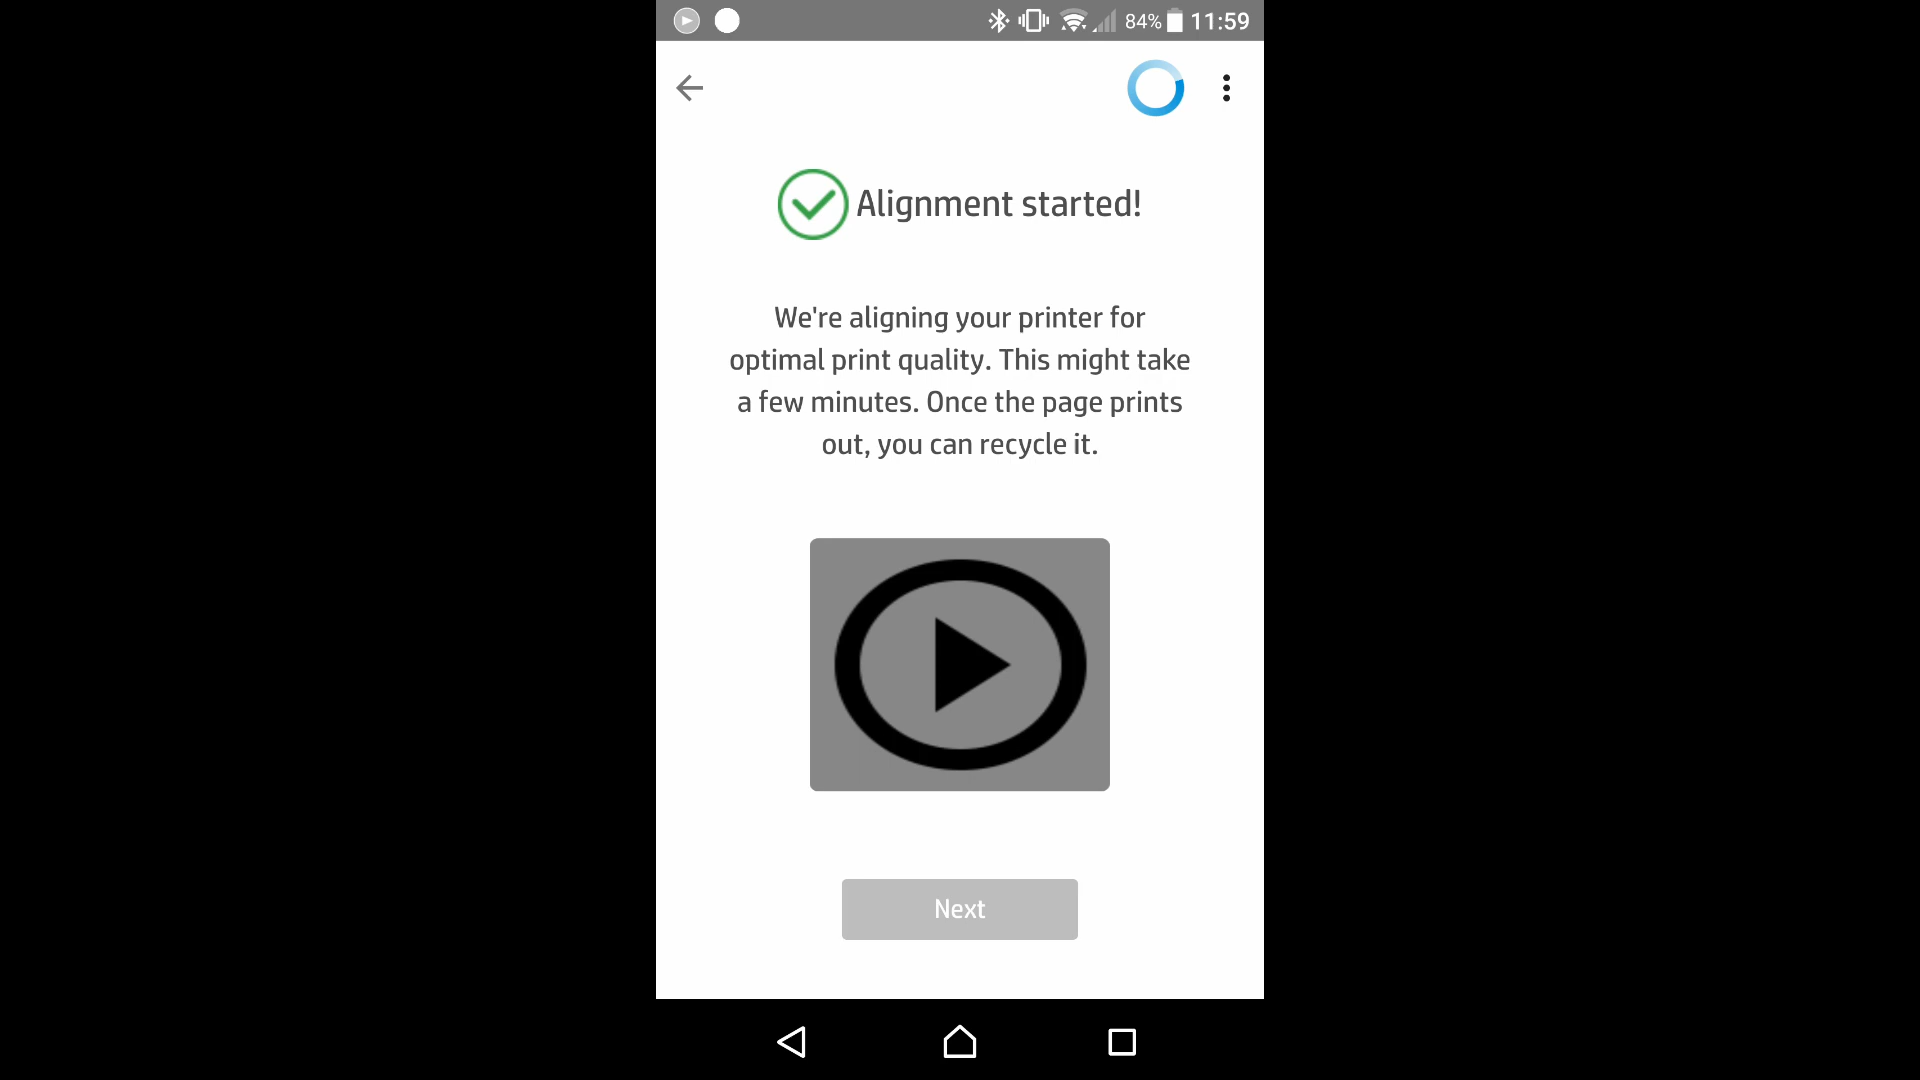 84% 11:59
Alignment started!
We're aligning your printer for
optimal print quality. This might take
a few minutes. Once the page prints
out, you can recycle it.
Next